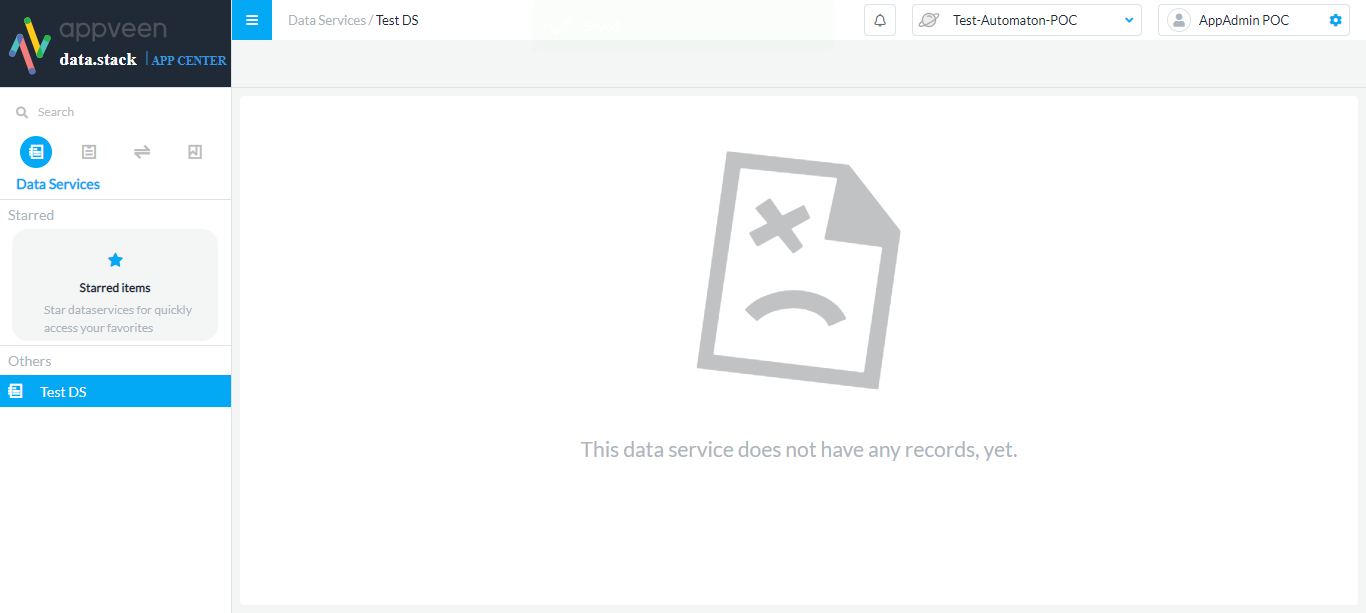 appveen
data.stack | APP CENTER
Data Services / Test DS
Test-Automaton-POC
AppAdmin POC
Search
Data Services
Starred
Starred items
Star dataservices for quickly
access your favorites
Others
Test DS
This data service does not have any records, yet.